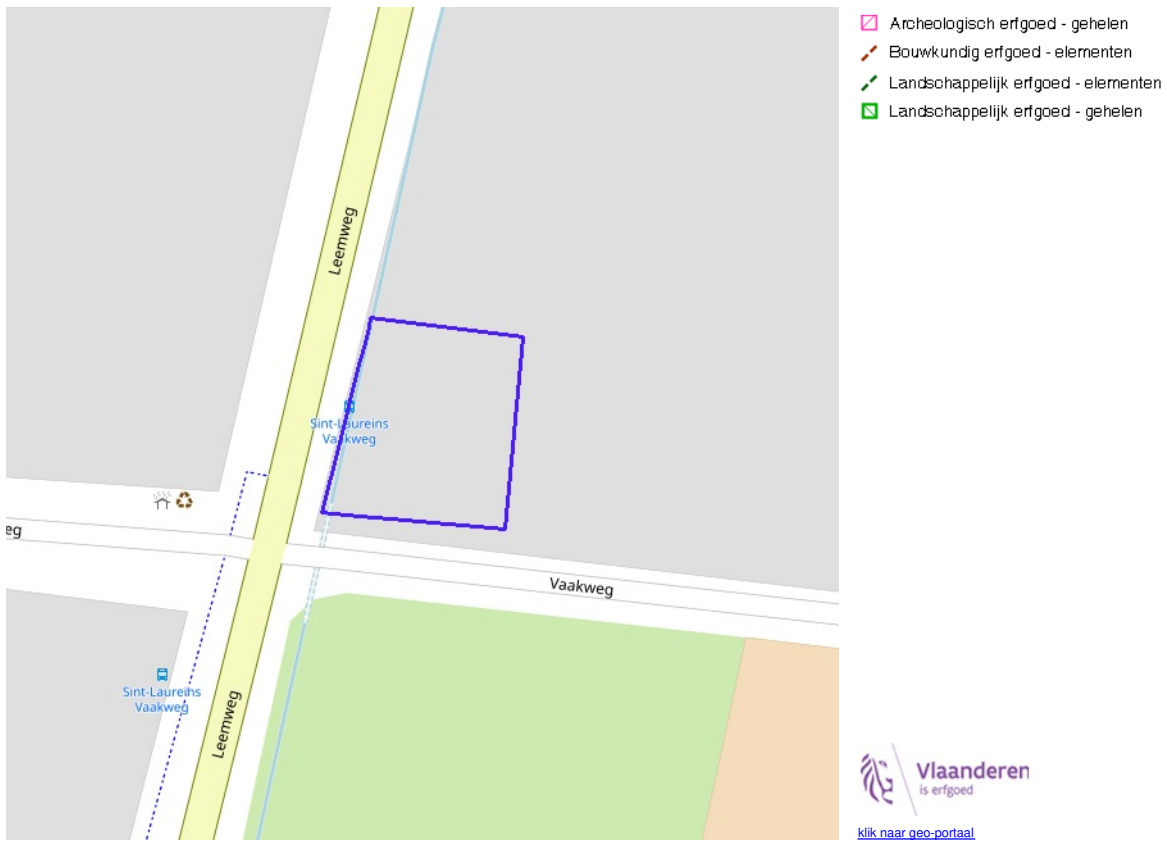 Archeologisch erfgoed - gehelen
Bouwkundig erfgoed - elementen
Landschappelijk erfgoed - elementen
Landschappelijk erfgoed - gehelen
Leemweg
Sint-Laureins
Vaakweg
eg
Vaakweg
Sint-Laureins
Vaakweg
Leemweg
Vlaanderen
is erfgoed
klik naar geo-portaal